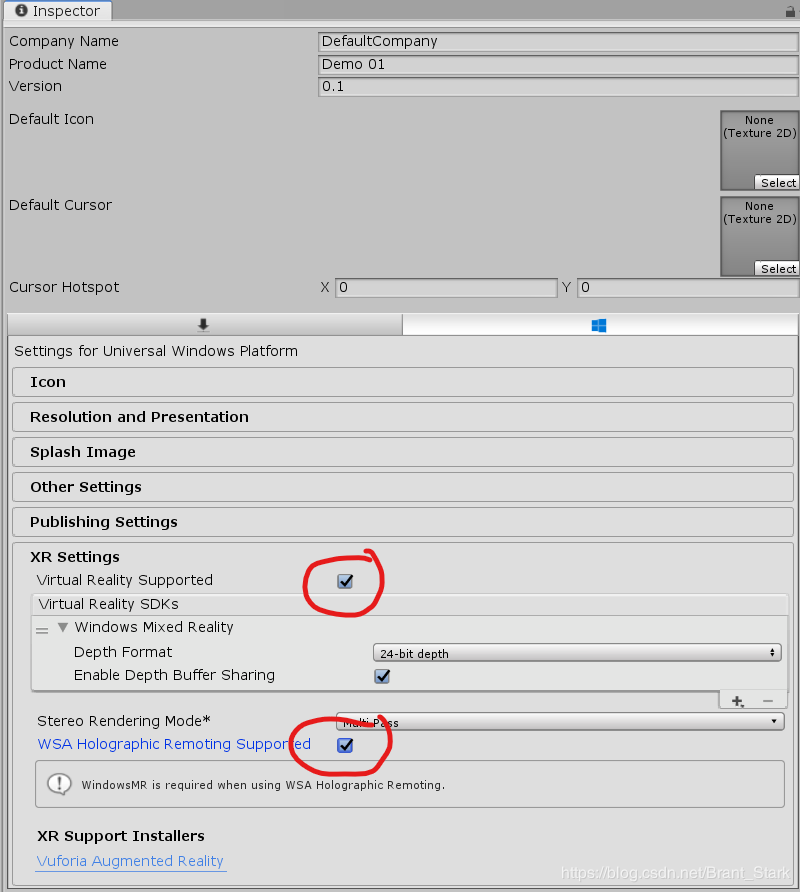 Inspector
Company Name DefaultCompany
Product Name Demo 01
Version 0.1
Default Icon None
(Texture 2D)
Select
Default Cursor None
(Texture 2D)
Select
Cursor Hotspot X 0 Y 0
Settings for Universal Windows Platform
Icon
Resolution and Presentation
Splash Image
Other Settings
Publishing Settings
XR Settings
Virtual Reality Supported
Virtual Reality SDKs
Windows Mixed Reality
Depth Format 24-bit depth
Enable Depth Buffer Sharing
Stereo Rendering Mode* Multi Pass
WSA Holographic Remoting Supported
WindowsMR is required when using WSA Holographic Remoting.
XR Support Installers
Vuforia Augmented Reality
https://blog.csdn.net/Brant_Stark